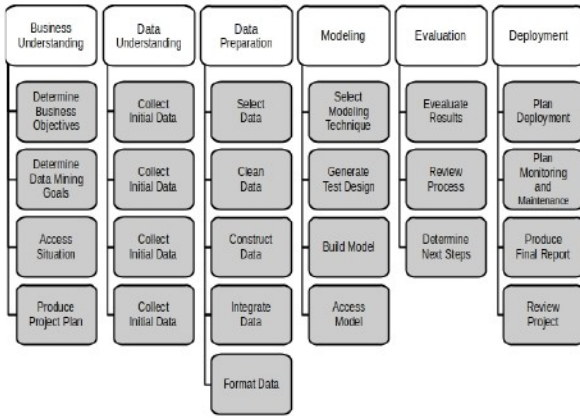 Business
Understanding
Data
Understanding
Data
Preparation
Modeling
Evaluation
Deployment
Determine
Business
Objectives
Collect
Initial Data
Select
Data
Select
Modeling
Technique
Evealuate
Results
Plan
Deployment
Determine
Data Mining
Goals
Collect
Initial Data
Clean
Data
Generate
Test Design
Review
Process
Plan
Monitoring
and
Maintenance
Access
Situation
Collect
Initial Data
Construct
Data
Build Model
Determine
Next Steps
Produce
Final Report
Produce
Project Plan
Collect
Initial Data
Integrate
Data
Access
Model
Review
Project
Format Data